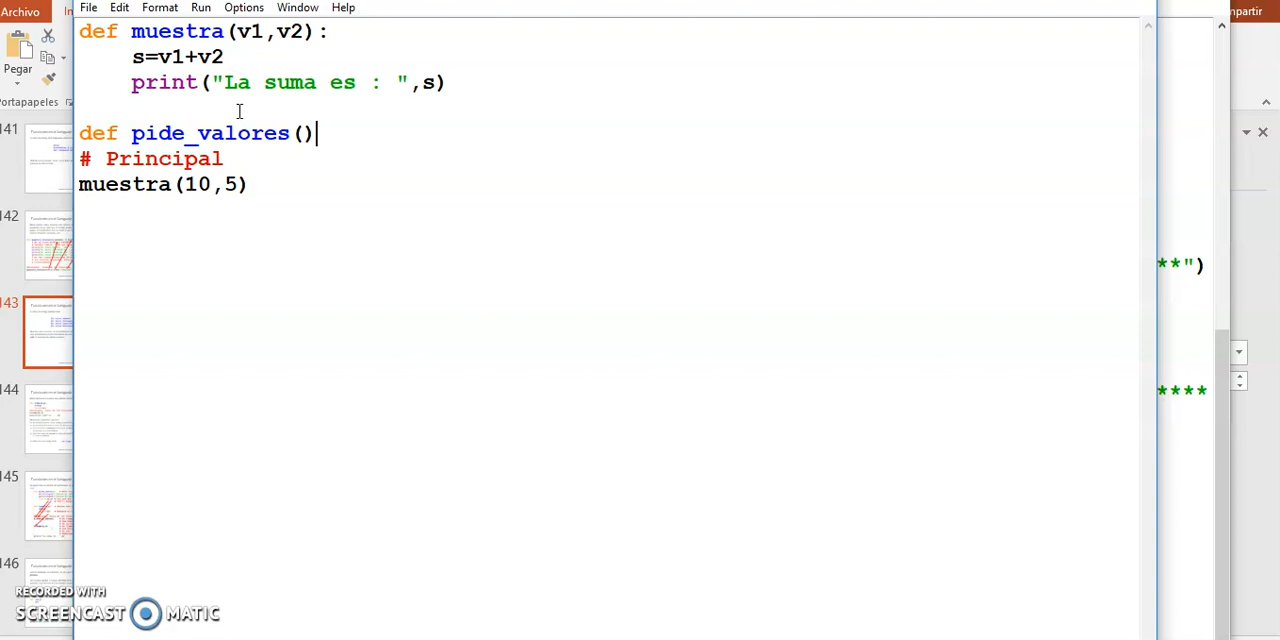 Archivo
File Edit Format Run Options Window Help
mpartir
Pegar
Portapapeles
def muestra(v1,v2):
    s=v1+v2
    print("La suma es : ",s)
def pide_valores()
# Principal
muestra(10,5)
**")
****
141
142
143
144
145
146
RECORDED WITH
SCREENCAST MATIC